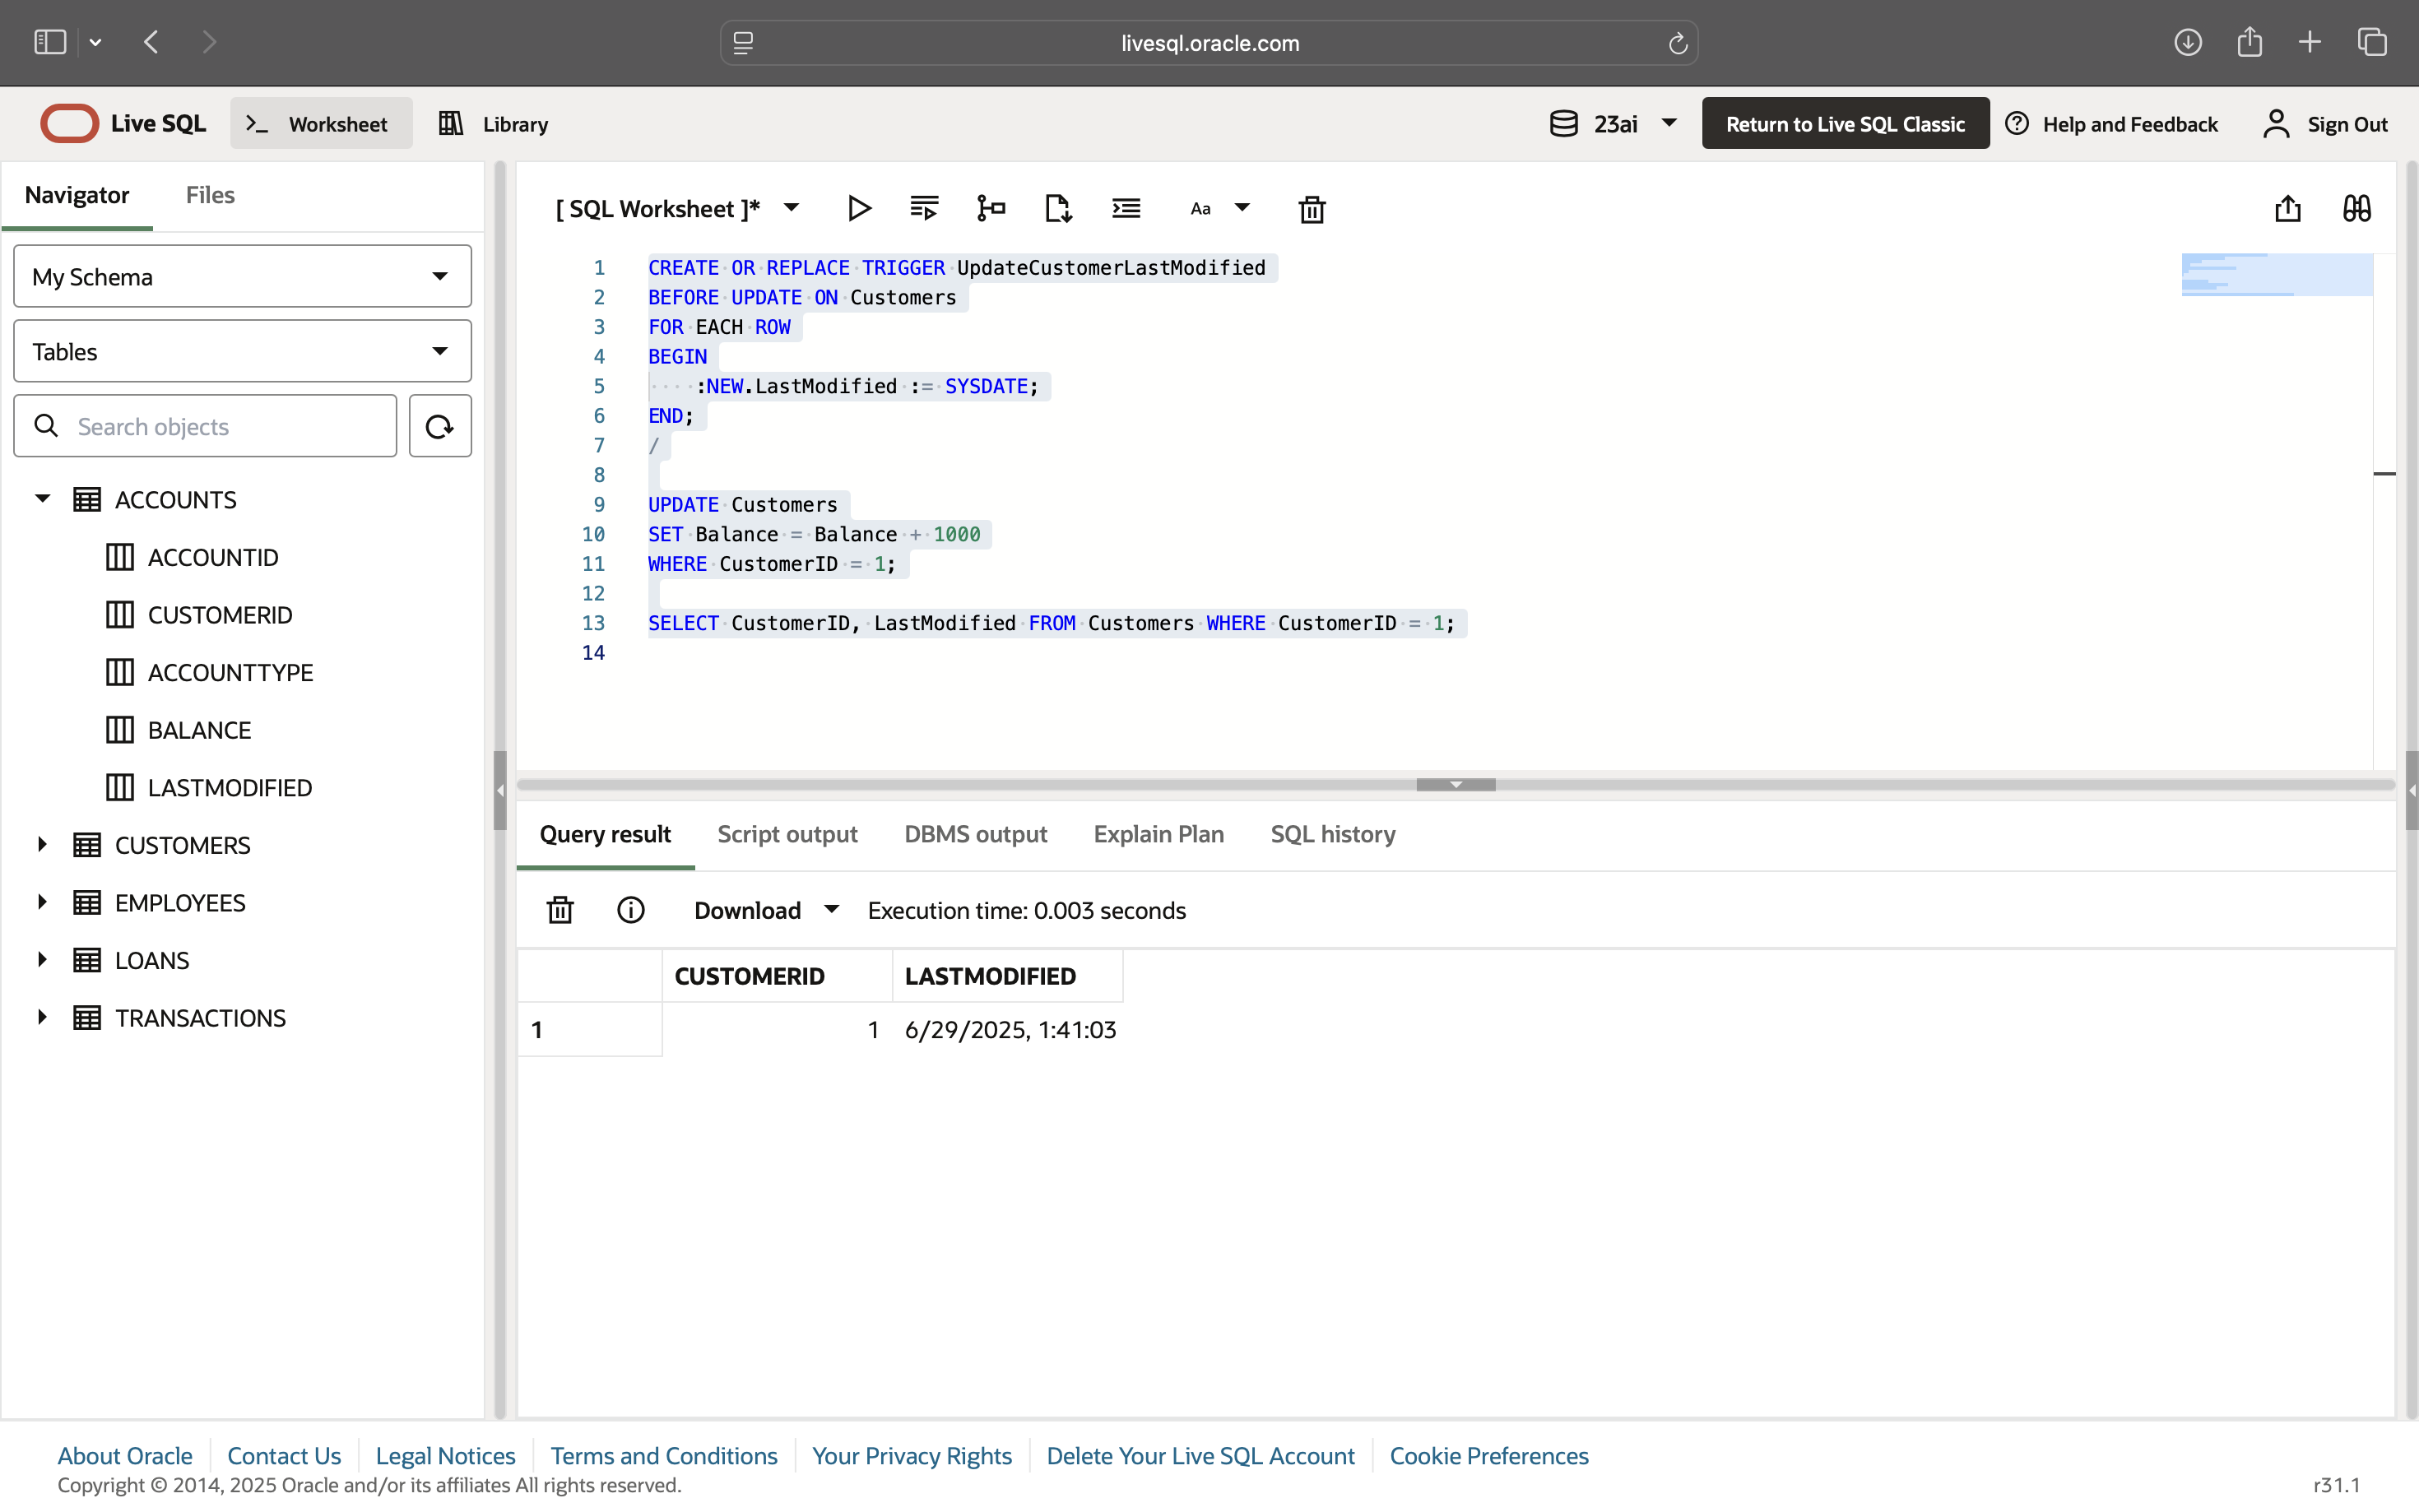 livesql.oracle.com
Live SQL
Worksheet
Library
23ai
Return to Live SQL Classic
Help and Feedback
Sign Out
Navigator
Files
My Schema
Tables
Search objects
ACCOUNTS
ACCOUNTID
CUSTOMERID
ACCOUNTTYPE
BALANCE
LASTMODIFIED
CUSTOMERS
EMPLOYEES
LOANS
TRANSACTIONS
[ SQL Worksheet ]*
Aa
1 CREATE OR REPLACE TRIGGER UpdateCustomerLastModified
2 BEFORE UPDATE ON Customers
3 FOR EACH ROW
4 BEGIN
5     :NEW.LastModified := SYSDATE;
6 END;
7 /
8
9 UPDATE Customers
10 SET Balance = Balance + 1000
11 WHERE CustomerID = 1;
12
13 SELECT CustomerID, LastModified FROM Customers WHERE CustomerID = 1;
14
Query result
Script output
DBMS output
Explain Plan
SQL history
Download
Execution time: 0.003 seconds
CUSTOMERID LASTMODIFIED
1 1 6/29/2025, 1:41:03
About Oracle
Contact Us
Legal Notices
Terms and Conditions
Your Privacy Rights
Delete Your Live SQL Account
Cookie Preferences
Copyright © 2014, 2025 Oracle and/or its affiliates All rights reserved.
r31.1